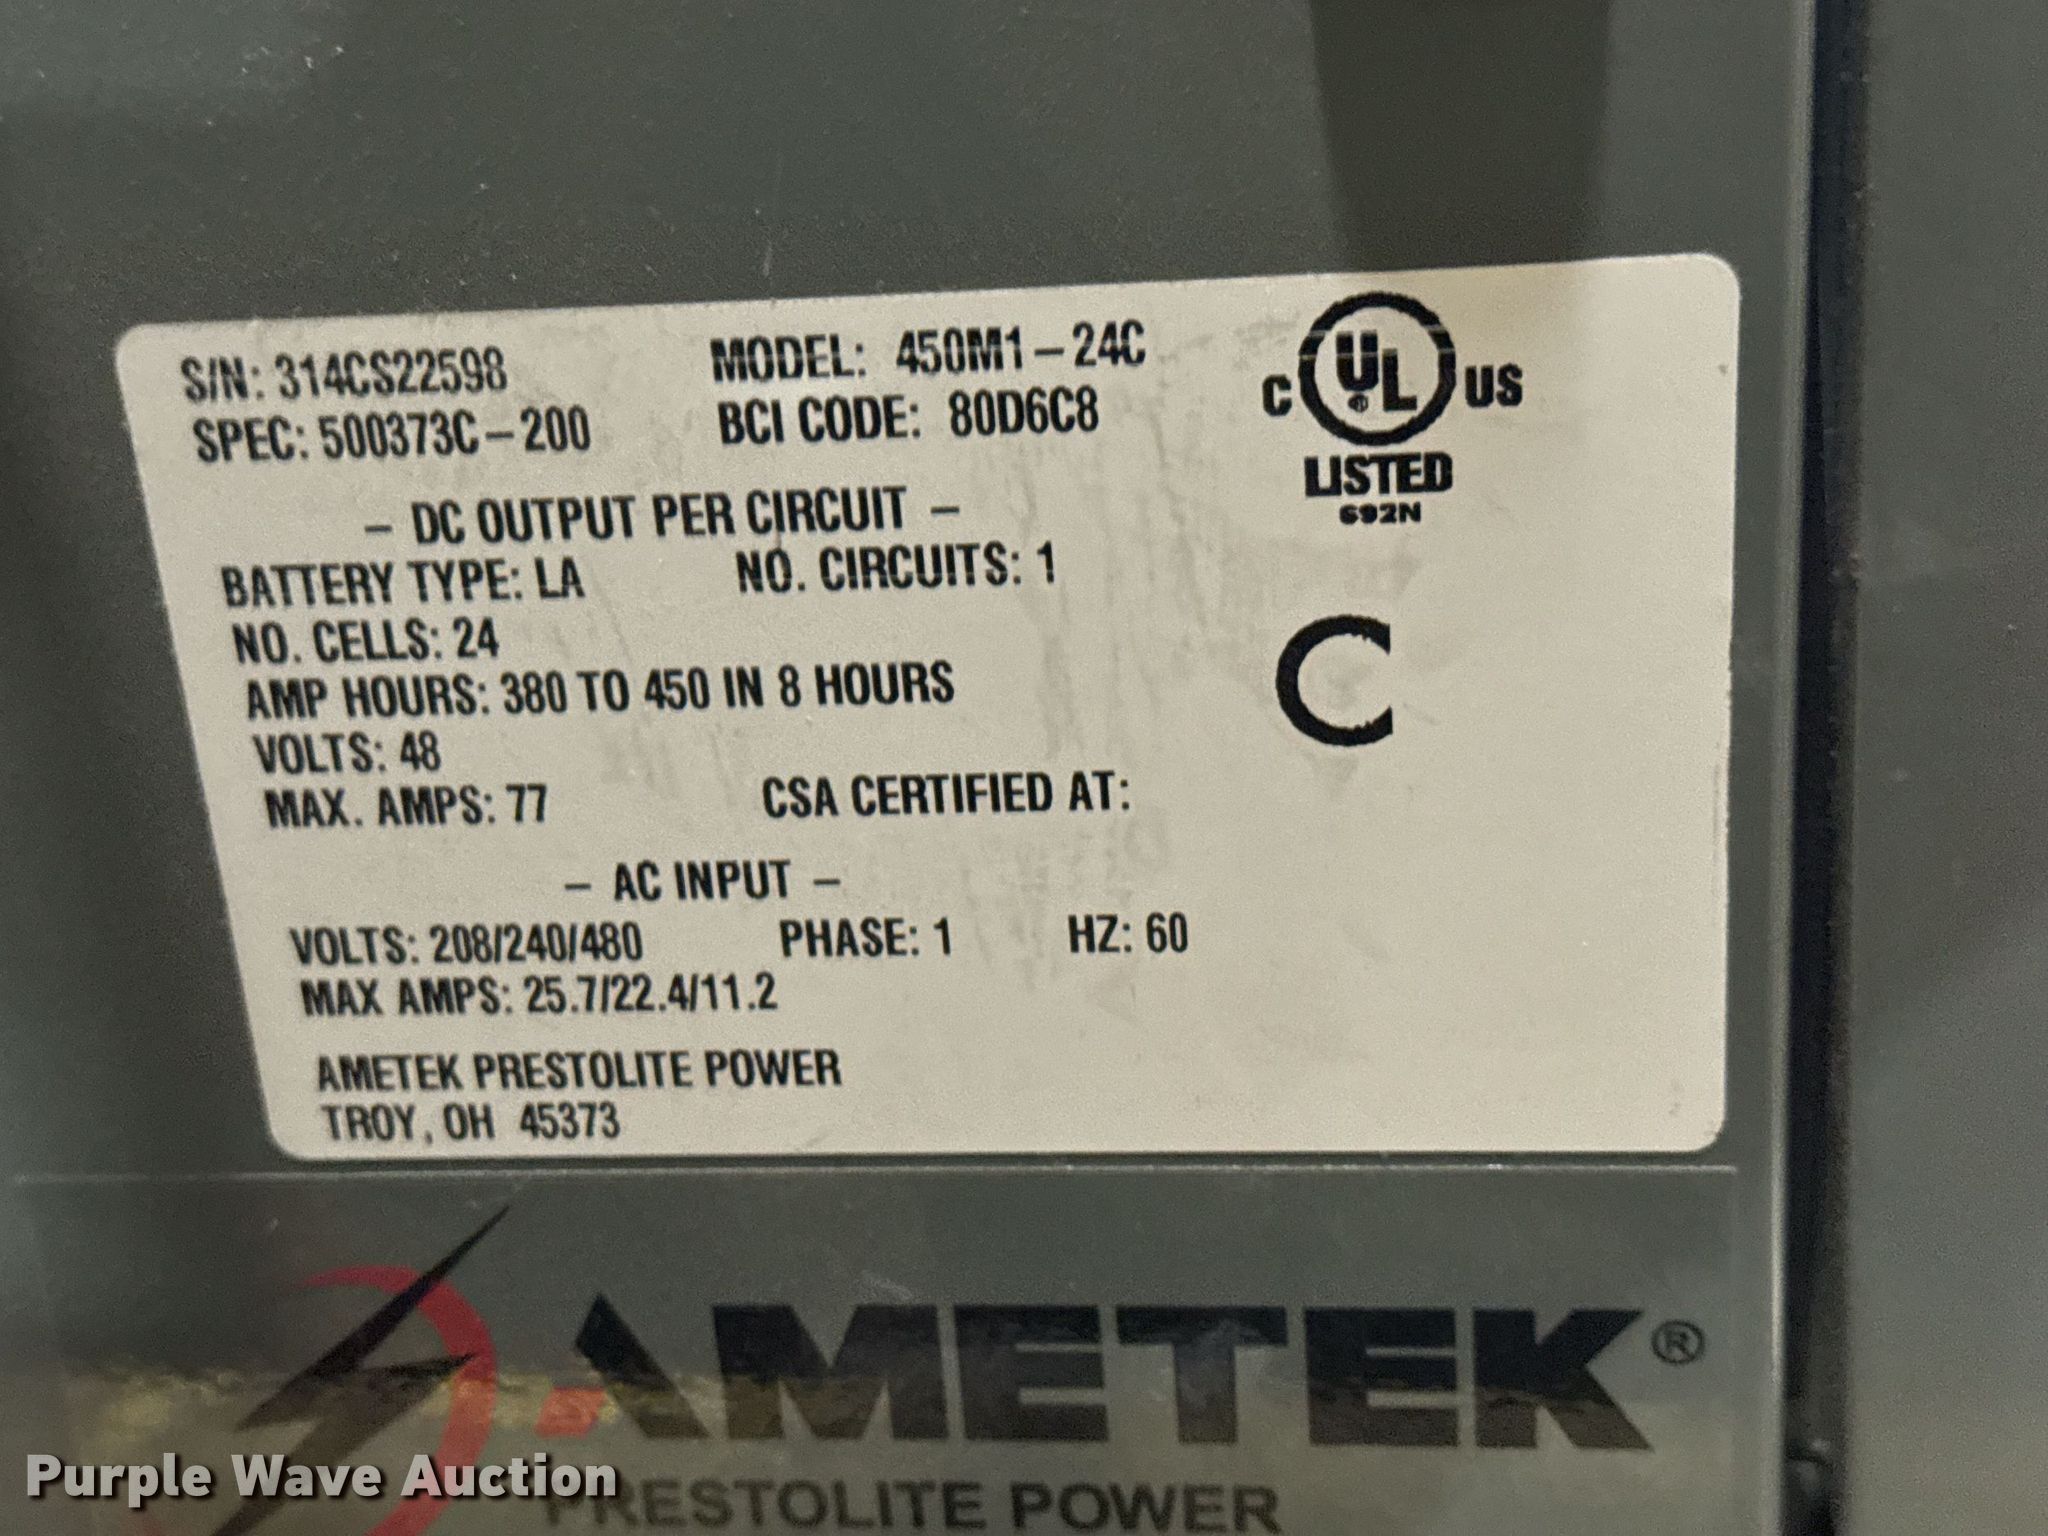 S/N: 314CS22598 MODEL: 450M1-24C
SPEC: 500373C-200 BCI CODE: 80D6C8
C UL ® US
LISTED
692N
- DC OUTPUT PER CIRCUIT -
BATTERY TYPE: LA NO. CIRCUITS: 1
NO. CELLS: 24
AMP HOURS: 380 TO 450 IN 8 HOURS
C
VOLTS: 48
MAX. AMPS: 77 CSA CERTIFIED AT:
- AC INPUT -
VOLTS: 208/240/480 PHASE: 1 HZ: 60
MAX AMPS: 25.7/22.4/11.2
AMETEK PRESTOLITE POWER
TROY, OH 45373
AMETEK®
PRESTOLITE POWER
Purple Wave Auction